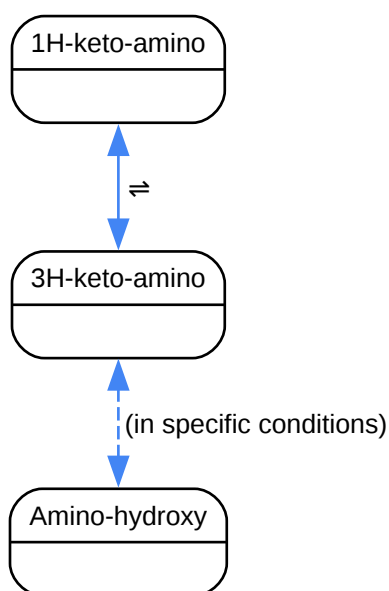 1H-keto-amino
⇌
3H-keto-amino
(in specific conditions)
Amino-hydroxy